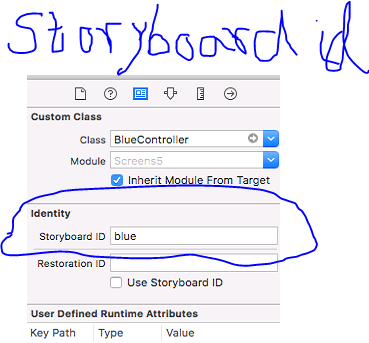 Storyboard id
Custom Class
Class BlueController
Module Screens5
Inherit Module From Target
Identity
Storyboard ID blue
Restoration ID
Use Storyboard ID
User Defined Runtime Attributes
Key Path Type Value